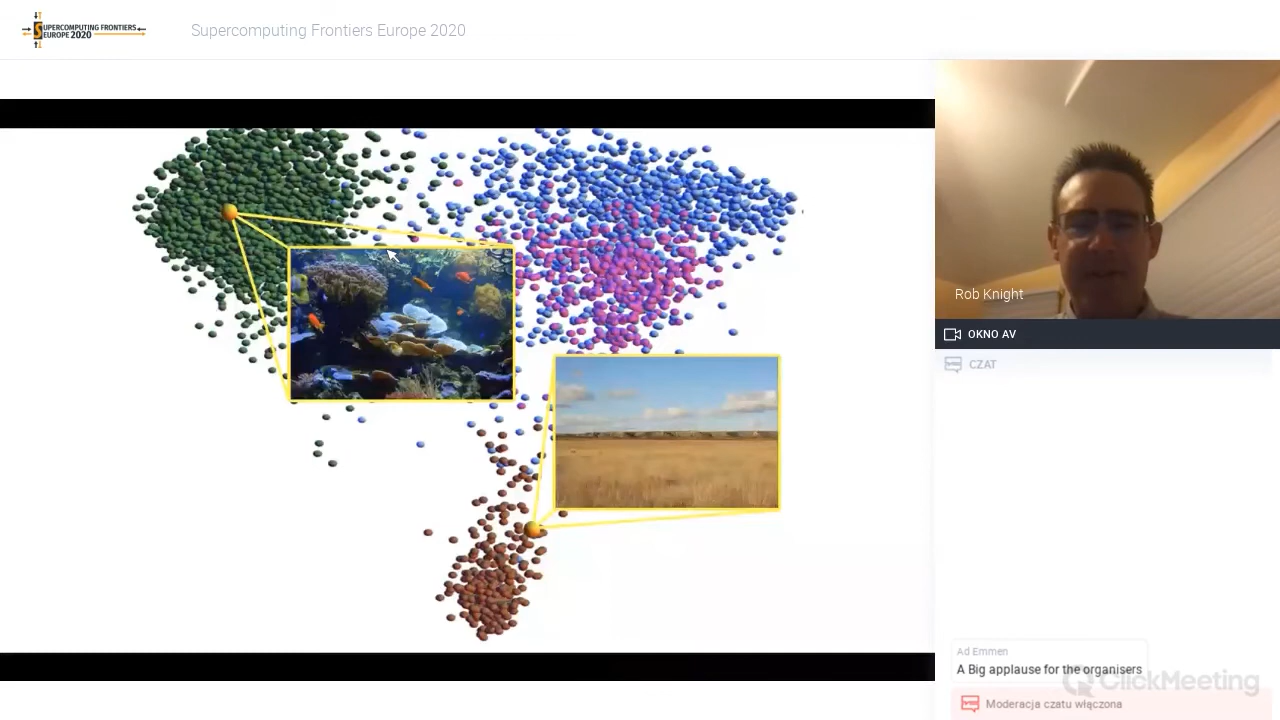 SUPERCOMPUTING FRONTIERS
EUROPE 2020
Supercomputing Frontiers Europe 2020
Rob Knight
OKNO AV
CZAT
Ad Emmen
A Big applause for the organisers
ClickMeeting
Moderacja czatu włączona